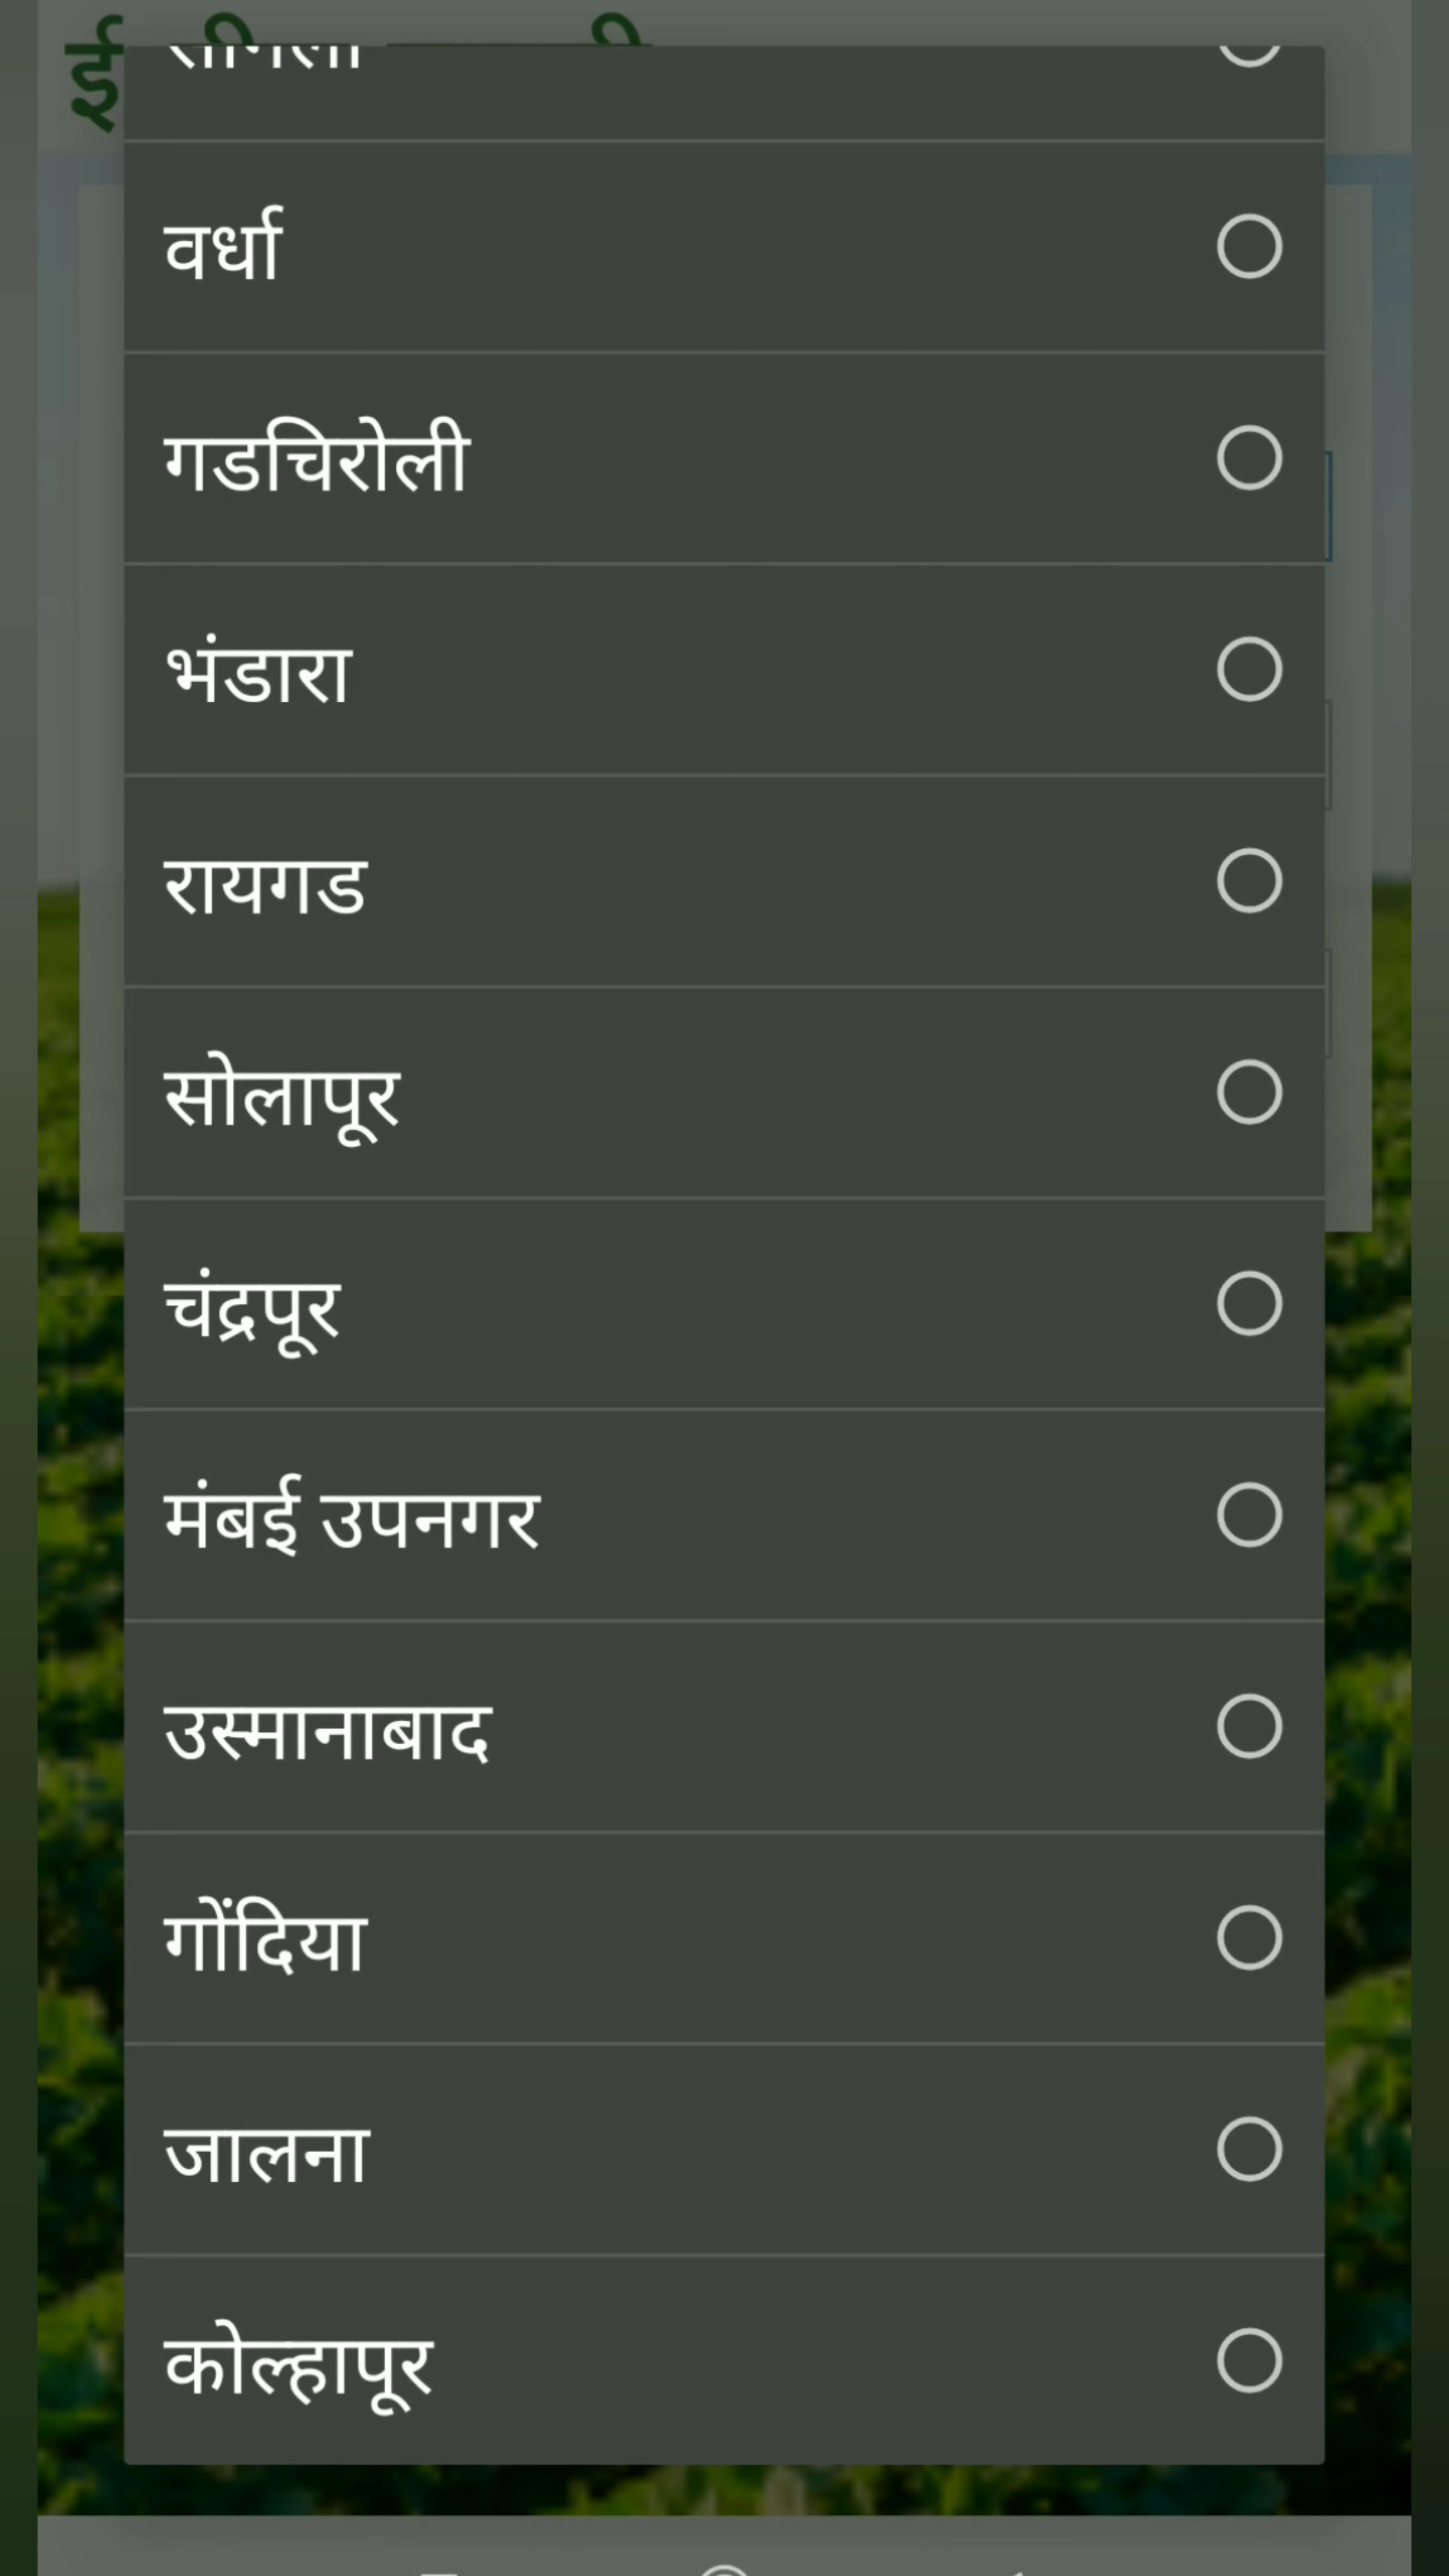 वर्धा
गडचिरोली
भंडारा
रायगड
सोलापूर
चंद्रपूर
मंबई उपनगर
उस्मानाबाद
गोंदिया
जालना
कोल्हापूर